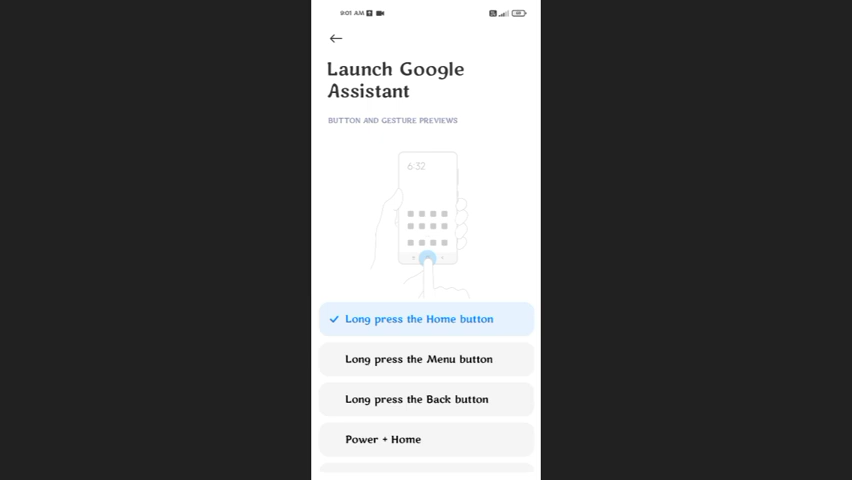 9:01 AM
Launch Google
Assistant
BUTTON AND GESTURE PREVIEWS
6:32
Long press the Home button
Long press the Menu button
Long press the Back button
Power + Home